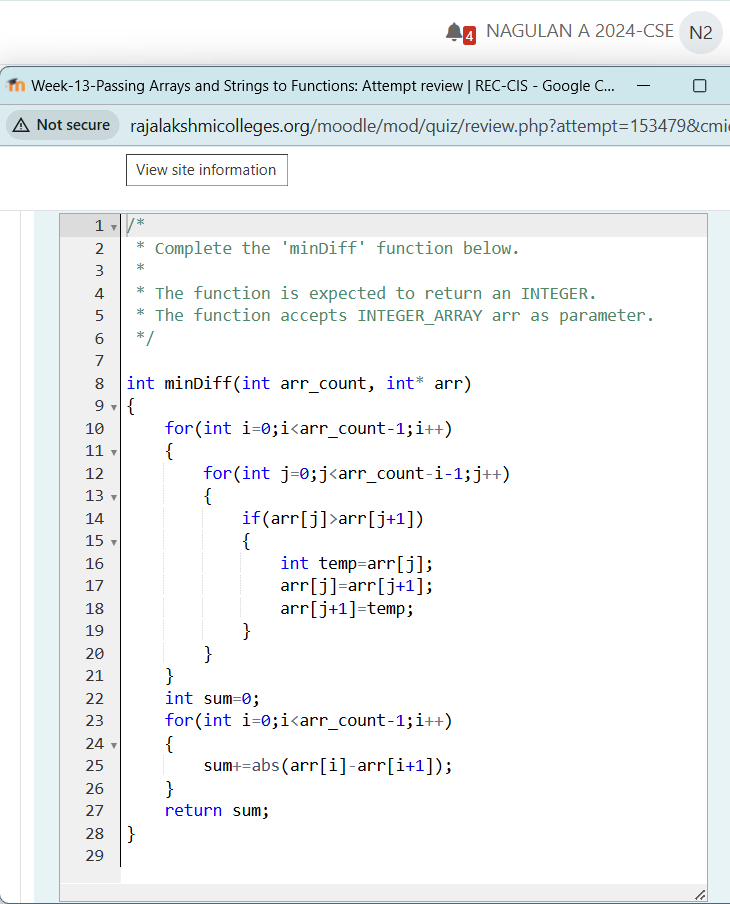 4 NAGULAN A 2024-CSE N2
Week-13-Passing Arrays and Strings to Functions: Attempt review | REC-CIS - Google C...
Not secure rajalakshmicolleges.org/moodle/mod/quiz/review.php?attempt=153479&cmi
View site information
1 /*
2  * Complete the 'minDiff' function below.
3  *
4  * The function is expected to return an INTEGER.
5  * The function accepts INTEGER_ARRAY arr as parameter.
6  */
7
8 int minDiff(int arr_count, int* arr)
9 {
10     for(int i=0;i<arr_count-1;i++)
11     {
12         for(int j=0;j<arr_count-i-1;j++)
13         {
14             if(arr[j]>arr[j+1])
15             {
16                 int temp=arr[j];
17                 arr[j]=arr[j+1];
18                 arr[j+1]=temp;
19             }
20         }
21     }
22     int sum=0;
23     for(int i=0;i<arr_count-1;i++)
24     {
25         sum+=abs(arr[i]-arr[i+1]);
26     }
27     return sum;
28 }
29